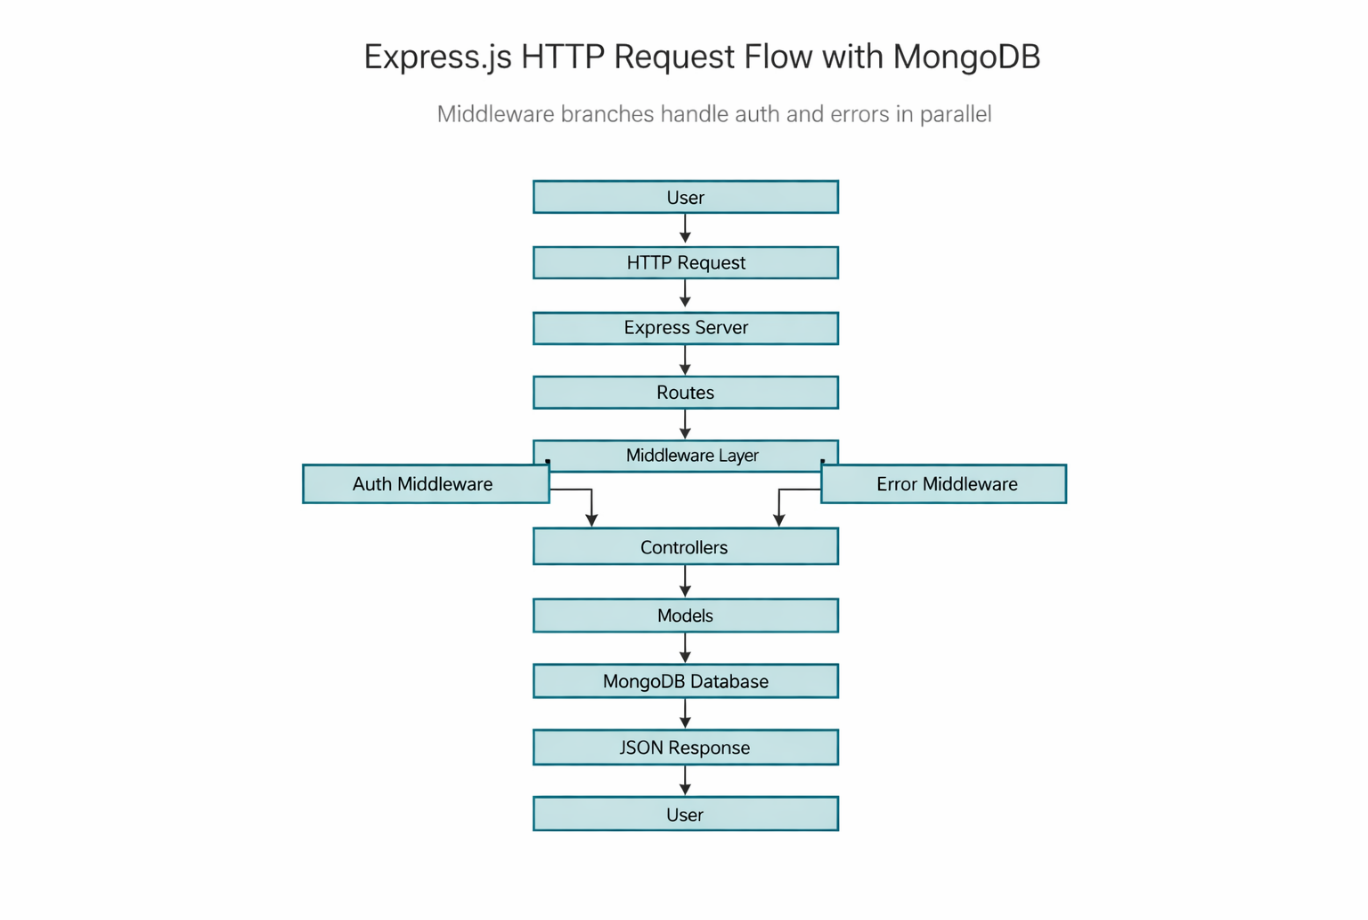 Express.js HTTP Request Flow with MongoDB
Middleware branches handle auth and errors in parallel
User
HTTP Request
Express Server
Routes
Middleware Layer
Auth Middleware
Error Middleware
Controllers
Models
MongoDB Database
JSON Response
User